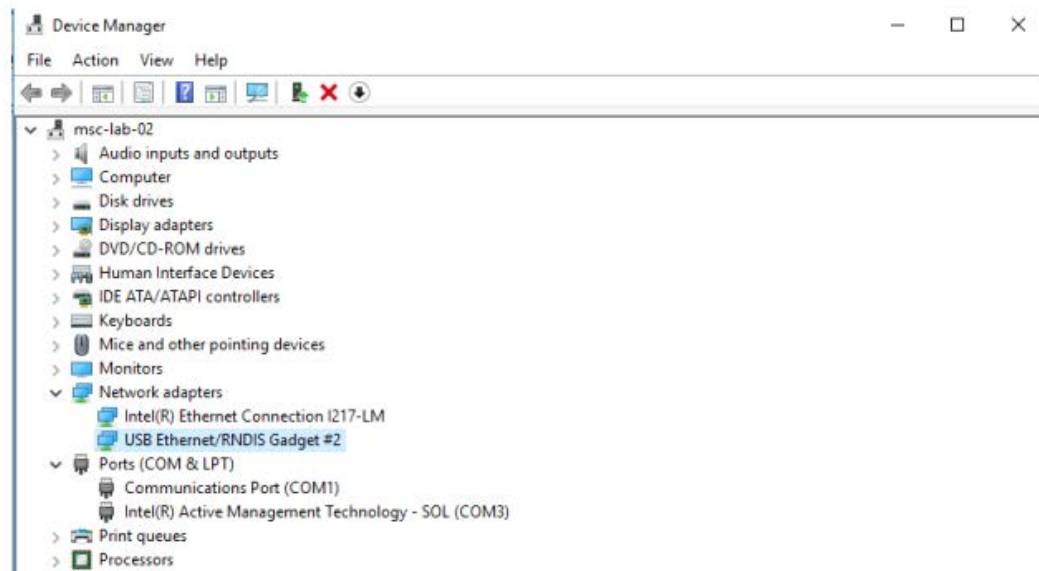 Device Manager
File Action View Help
msc-lab-02
Audio inputs and outputs
Computer
Disk drives
Display adapters
DVD/CD-ROM drives
Human Interface Devices
IDE ATA/ATAPI controllers
Keyboards
Mice and other pointing devices
Monitors
Network adapters
Intel(R) Ethernet Connection I217-LM
USB Ethernet/RNDIS Gadget #2
Ports (COM & LPT)
Communications Port (COM1)
Intel(R) Active Management Technology - SOL (COM3)
Print queues
Processors